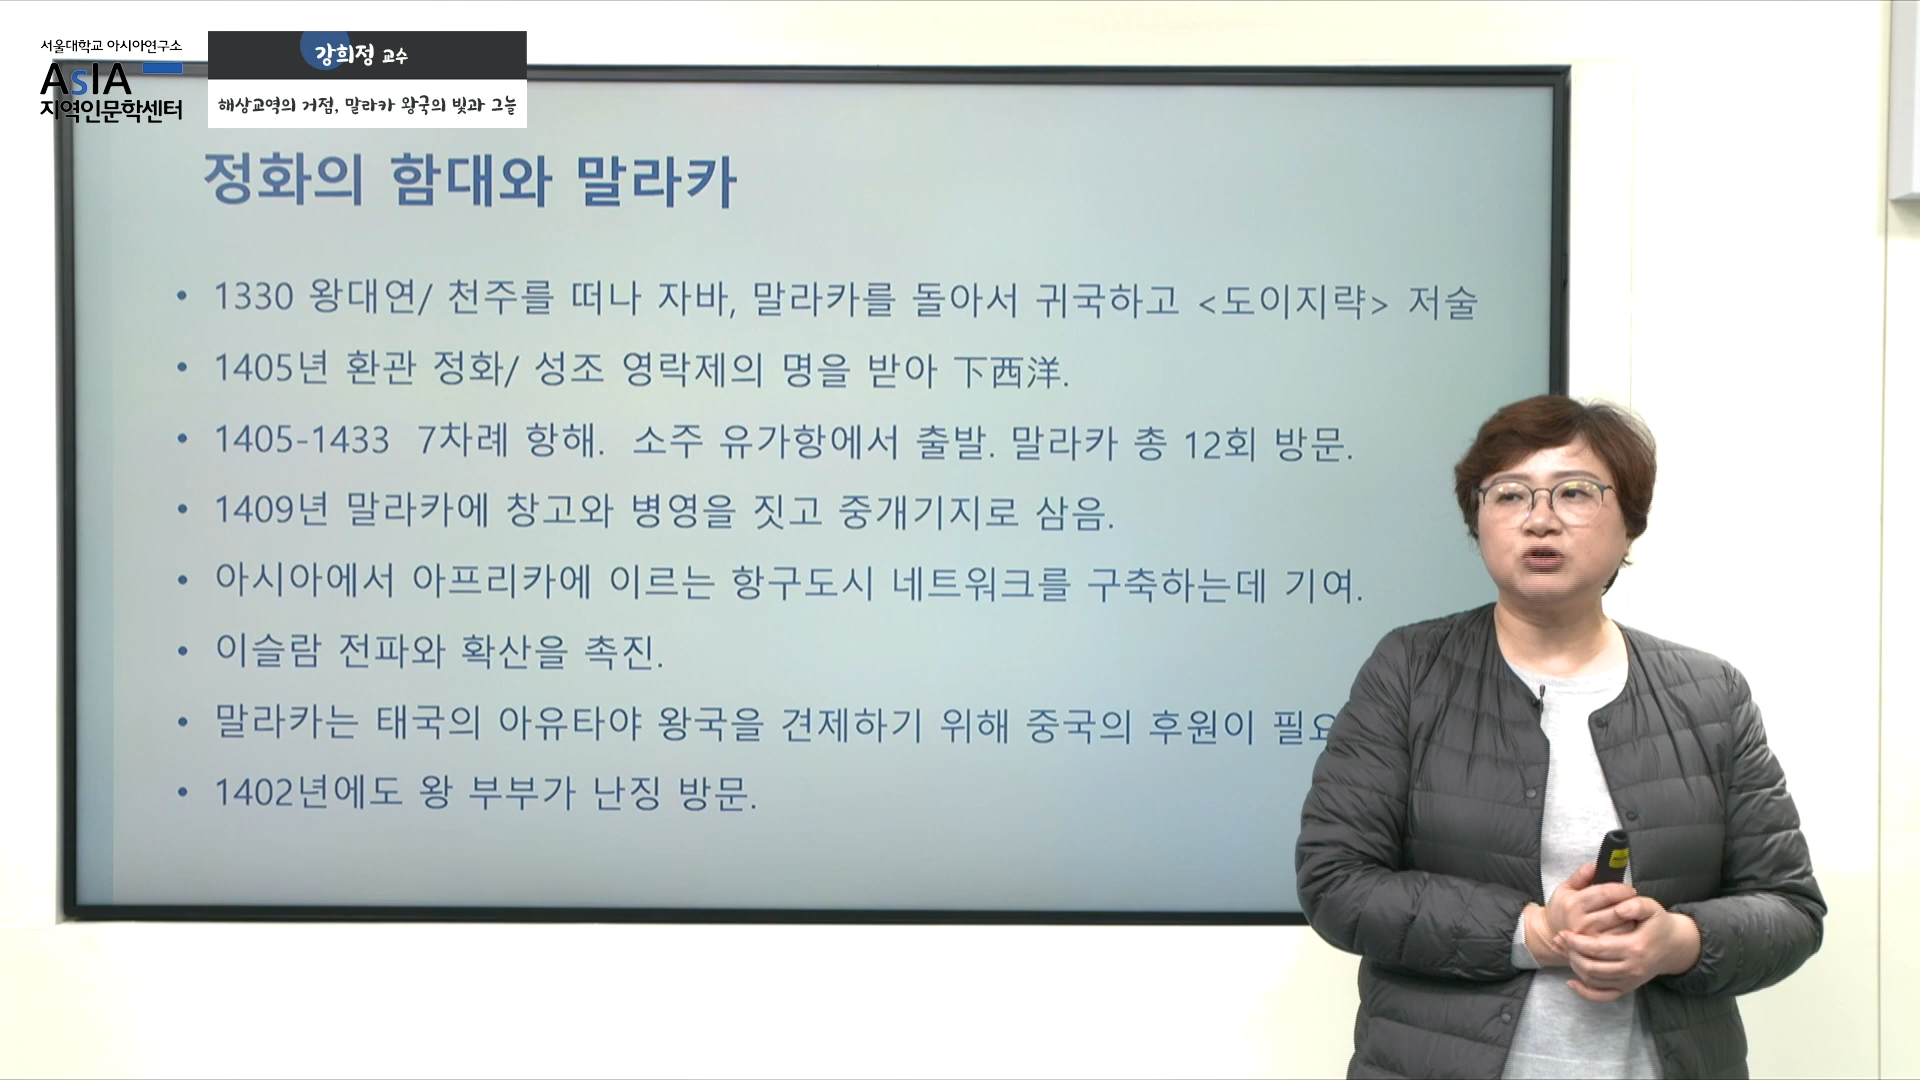 서울대학교 아시아연구소
AsIA
지역인문학센터
강희정 교수
해상교역의 거점, 말라카 왕국의 빛과 그늘
정화의 함대와 말라카
• 1330 왕대연/ 천주를 떠나 자바, 말라카를 돌아서 귀국하고 <도이지략> 저술
• 1405년 환관 정화/ 성조 영락제의 명을 받아 下西洋.
• 1405-1433 7차례 항해. 소주 유가항에서 출발. 말라카 총 12회 방문.
• 1409년 말라카에 창고와 병영을 짓고 중개기지로 삼음.
• 아시아에서 아프리카에 이르는 항구도시 네트워크를 구축하는데 기여.
• 이슬람 전파와 확산을 촉진.
• 말라카는 태국의 아유타야 왕국을 견제하기 위해 중국의 후원이 필요
• 1402년에도 왕 부부가 난징 방문.